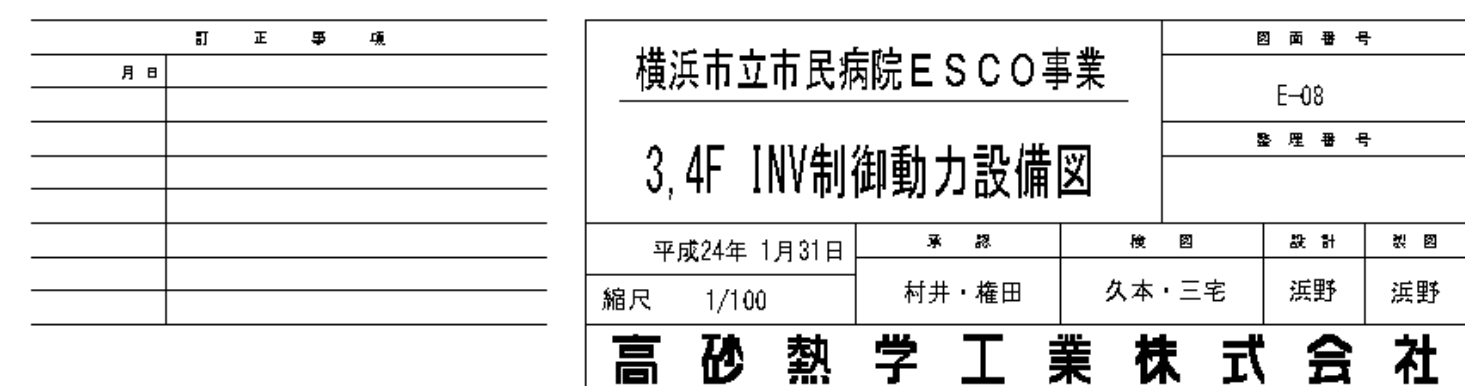 訂正事項
月日
横浜市立市民病院ESCO事業
3,4F INV制御動力設備図
図面番号
E-08
整理番号
平成24年 1月31日
縮尺 1/100
承認 検図 設計 製図
村井・権田 久本・三宅 浜野 浜野
高砂熱学工業株式会社